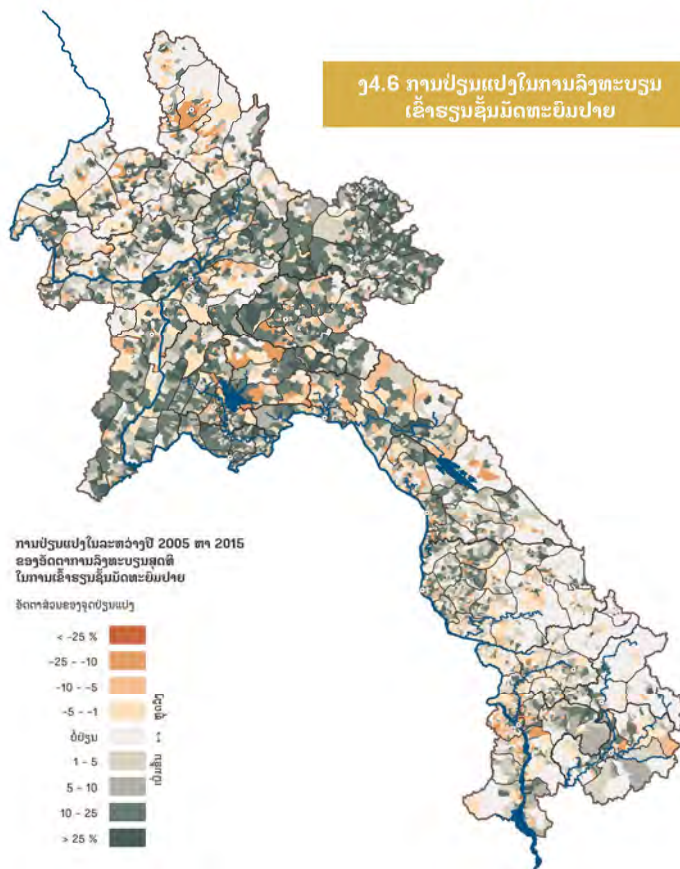 ງ4.6 ການປ່ຽນແປງໃນການລົງທະບຽນ
ເຂົ້າຮຽນຊັ້ນມັດທະຍົມປາຍ
ການປ່ຽນແປງໃນລະຫວ່າງປີ 2005 ຫາ 2015
ຂອງອັດຕາການລົງທະບຽນສຸດທິ
ໃນການເຂົ້າຮຽນຊັ້ນມັດທະຍົມປາຍ
ອັດຕາສ່ວນຂອງຈຸດປ່ຽນແປງ
< -25 %
-25 - -10
-10 - -5
-5 - -1
ບໍ່ປ່ຽນ
1 - 5
5 - 10
10 - 25
> 25 %
ຫຼຸດລົງ
↔
ເພີ່ມຂຶ້ນ